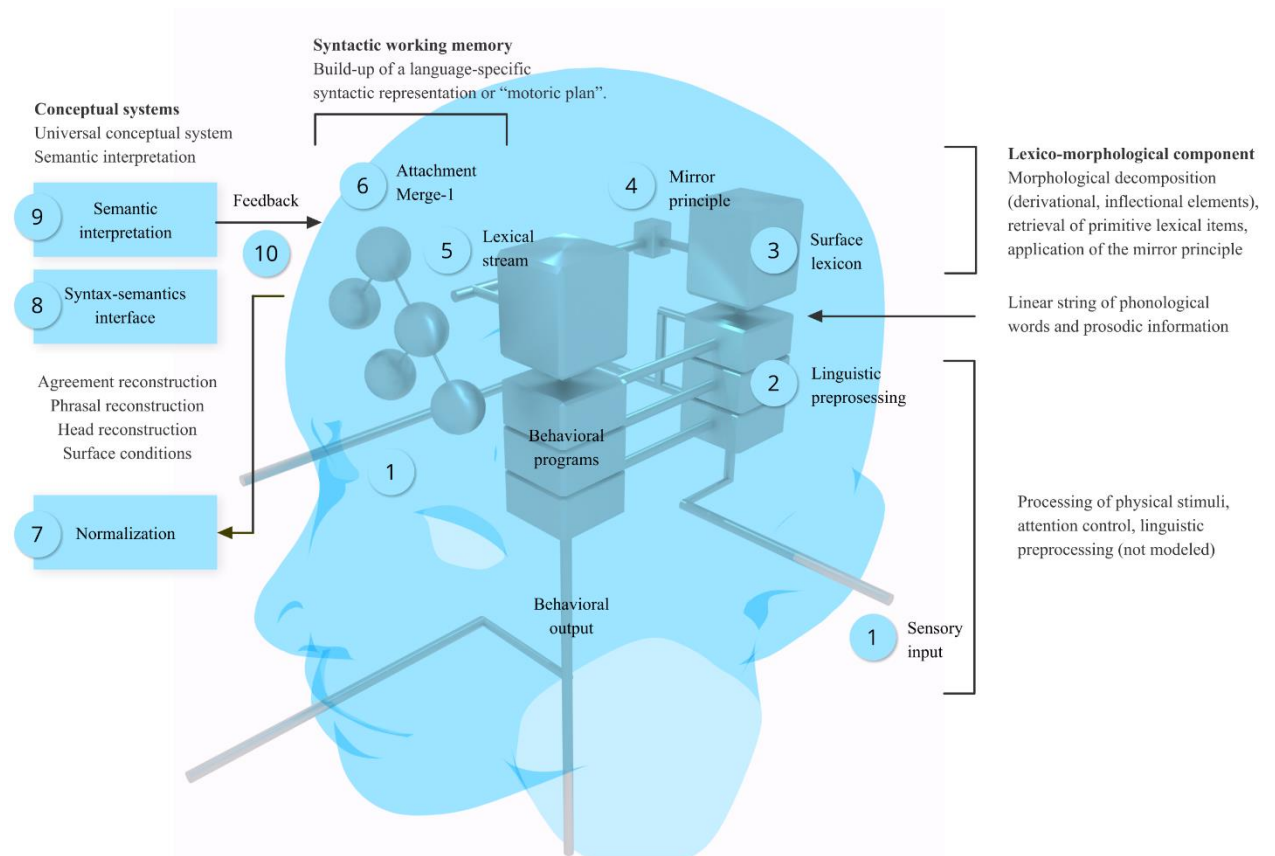 Syntactic working memory
Build-up of a language-specific
syntactic representation or “motoric plan”.
Conceptual systems
Universal conceptual system
Semantic interpretation
9
Semantic
interpretation
Feedback
10
8
Syntax-semantics
interface
Agreement reconstruction
Phrasal reconstruction
Head reconstruction
Surface conditions
7
Normalization
6
Attachment
Merge-1
5
Lexical
stream
4
Mirror
principle
3
Surface
lexicon
2
Linguistic
preprosessing
1
Behavioral
programs
Behavioral
output
1
Sensory
input
Lexico-morphological component
Morphological decomposition
(derivational, inflectional elements),
retrieval of primitive lexical items,
application of the mirror principle
Linear string of phonological
words and prosodic information
Processing of physical stimuli,
attention control, linguistic
preprocessing (not modeled)